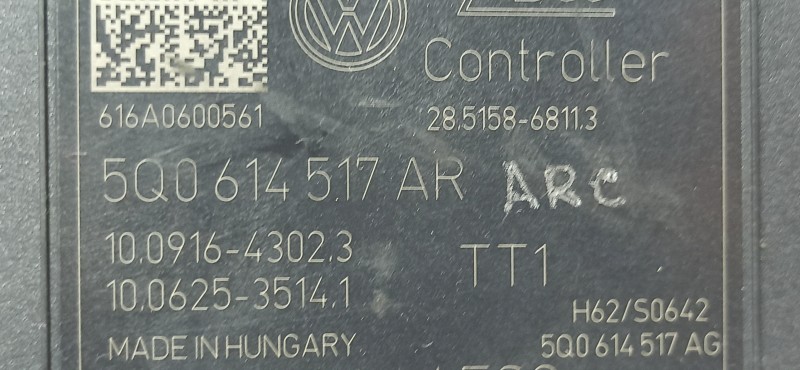 Controller
616A0600561
28.5158-6811.3
5Q0 614 517 AR ARC
10.0916-4302.3
TT1
10.0625-3514.1
H62/S0642
MADE IN HUNGARY
5Q0 614 517 AG